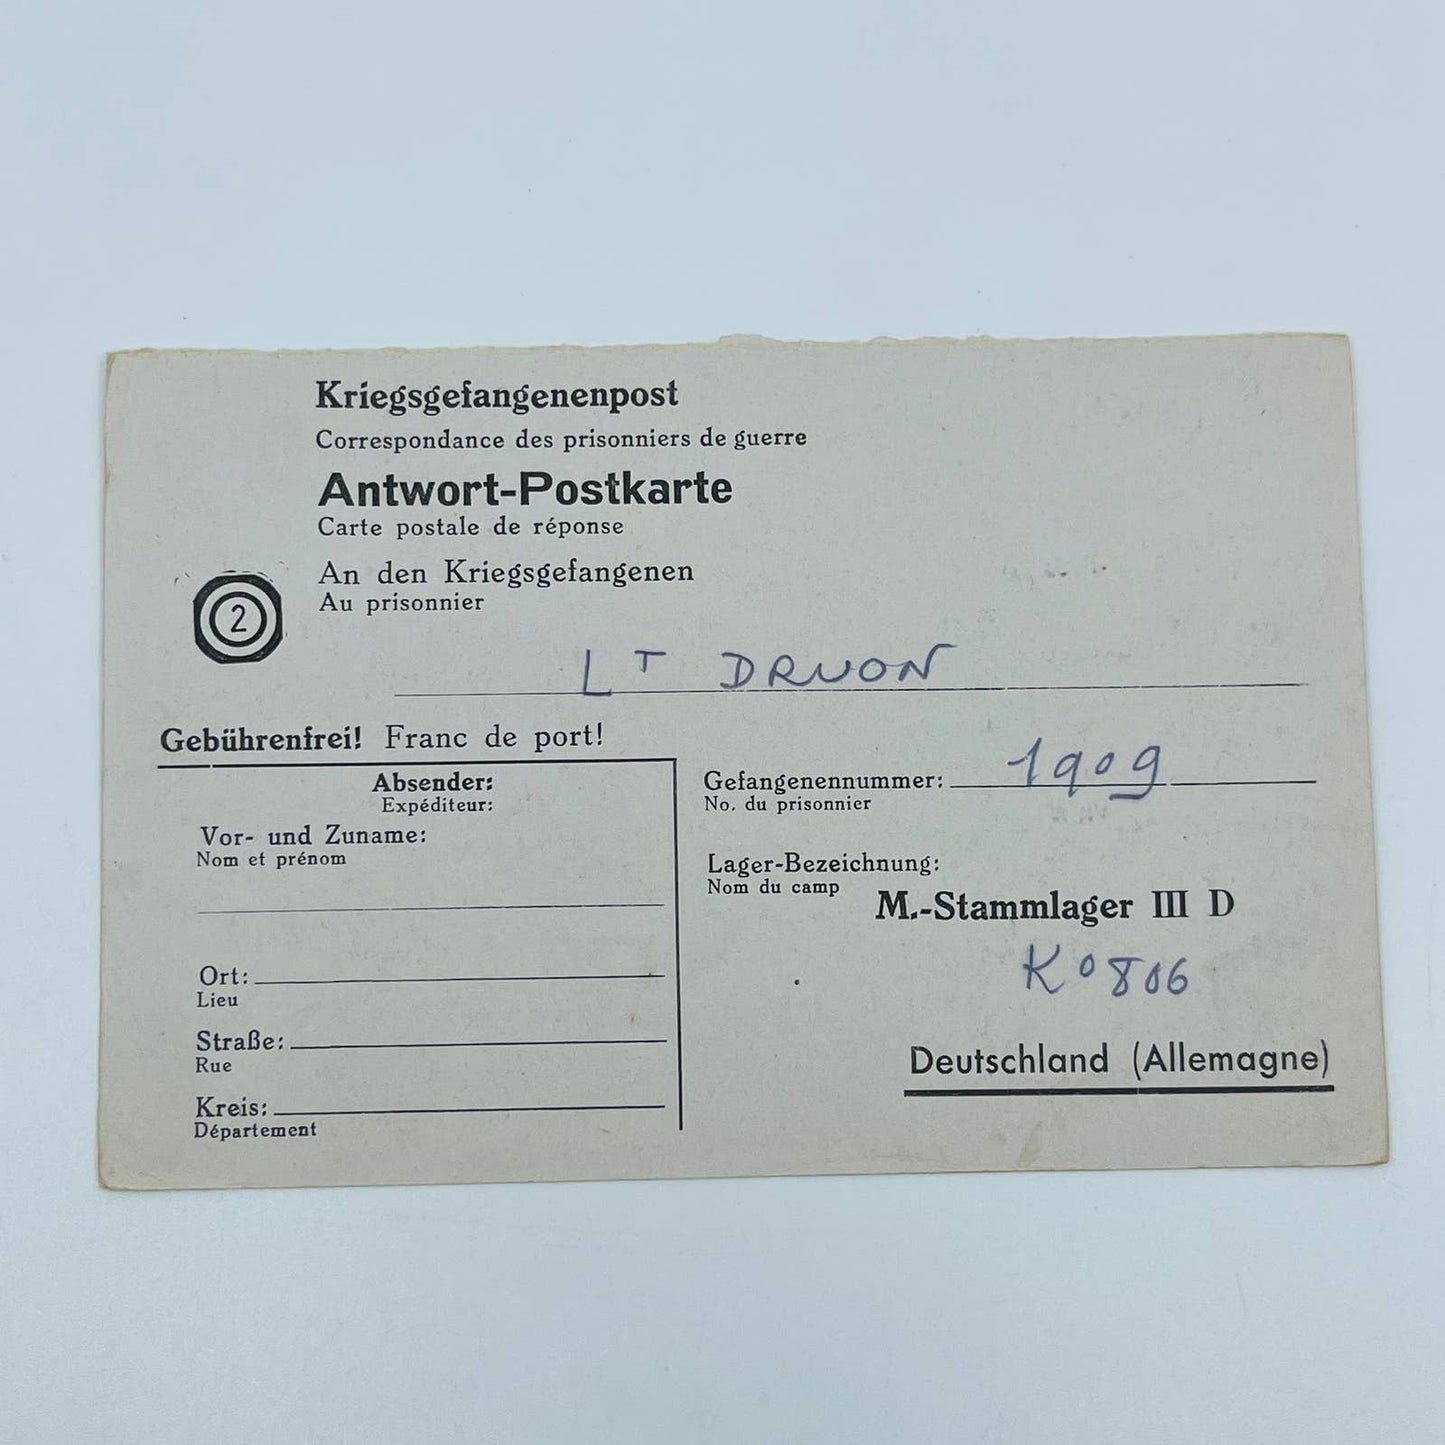 Kriegsgefangenenpost
Correspondance des prisonniers de guerre
Antwort-Postkarte
Carte postale de réponse
An den Kriegsgefangenen
Au prisonnier
2
LT DRUON
Gebührenfrei! Franc de port!
Absender:
Expéditeur:
Vor- und Zuname:
Nom et prénom
Ort:
Lieu
Straße:
Rue
Kreis:
Département
Gefangenennummer: 1909
No. du prisonnier
Lager-Bezeichnung:
Nom du camp
M.-Stammlager III D
K0806
Deutschland (Allemagne)